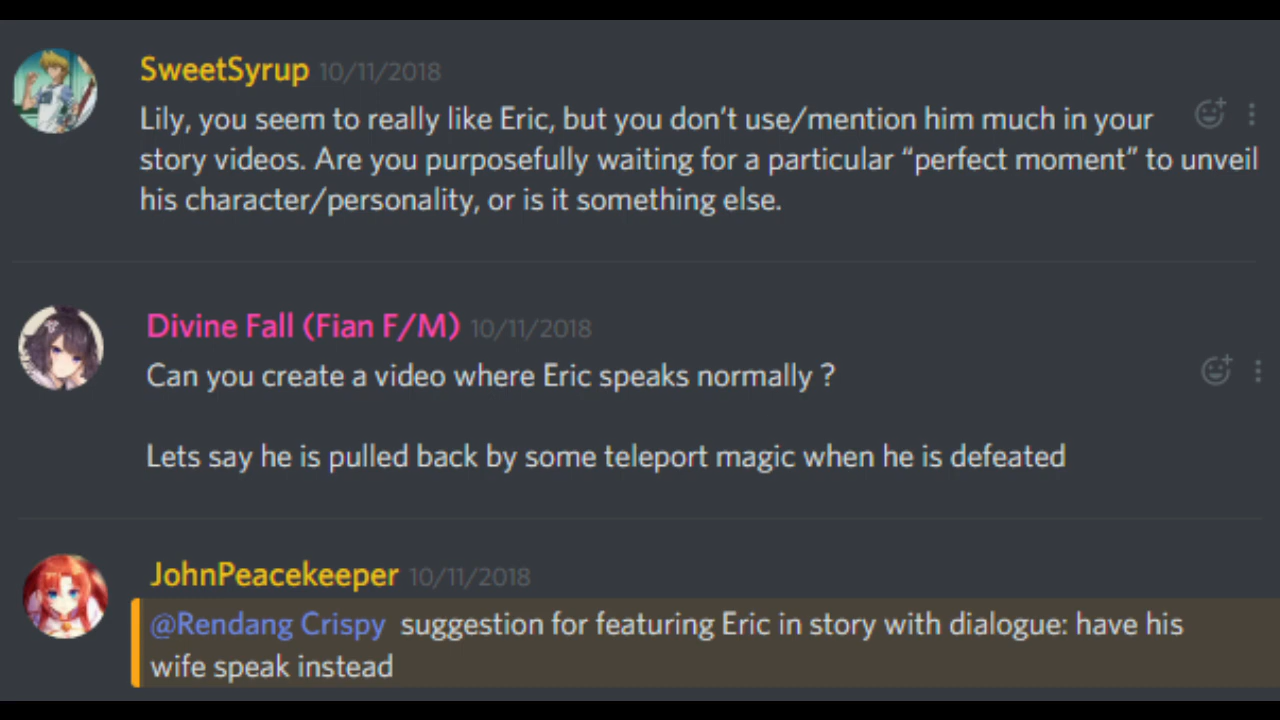 SweetSyrup 10/11/2018
Lily, you seem to really like Eric, but you don’t use/mention him much in your
story videos. Are you purposefully waiting for a particular “perfect moment” to unveil
his character/personality, or is it something else.
Divine Fall (Fian F/M) 10/11/2018
Can you create a video where Eric speaks normally ?
Lets say he is pulled back by some teleport magic when he is defeated
JohnPeacekeeper 10/11/2018
@Rendang Crispy suggestion for featuring Eric in story with dialogue: have his
wife speak instead